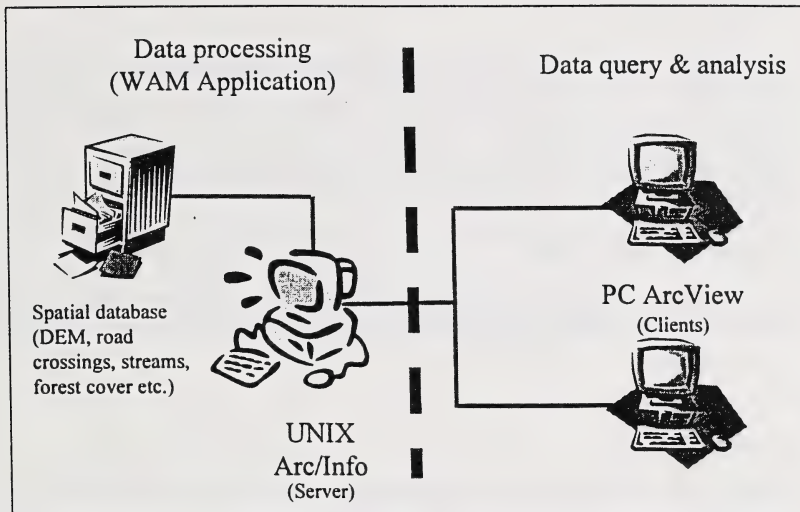 Data processing
(WAM Application)
Data query & analysis
Spatial database
(DEM, road
crossings, streams,
forest cover etc.)
UNIX
Arc/Info
(Server)
PC ArcView
(Clients)